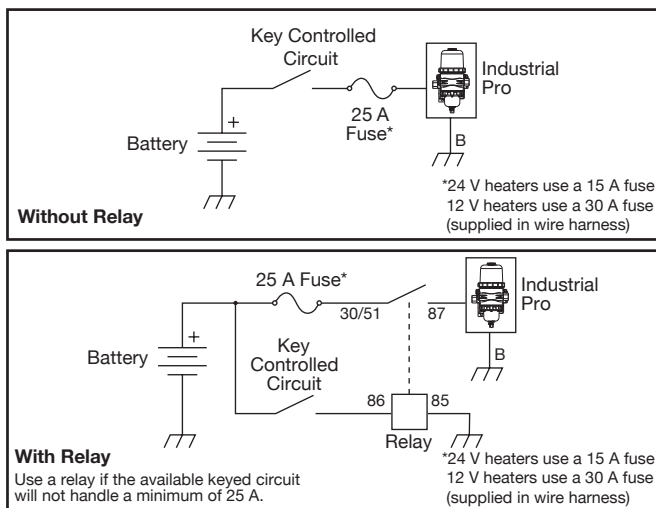 Key Controlled
Circuit
Industrial
Pro
25 A
Fuse*
+
Battery
B
*24 V heaters use a 15 A fuse
12 V heaters use a 30 A fuse
(supplied in wire harness)
Without Relay
25 A Fuse*
30/51
87
Industrial
Pro
+
Battery
Key
Controlled
Circuit
B
86
85
Relay
With Relay
Use a relay if the available keyed circuit
will not handle a minimum of 25 A.
*24 V heaters use a 15 A fuse
12 V heaters use a 30 A fuse
(supplied in wire harness)